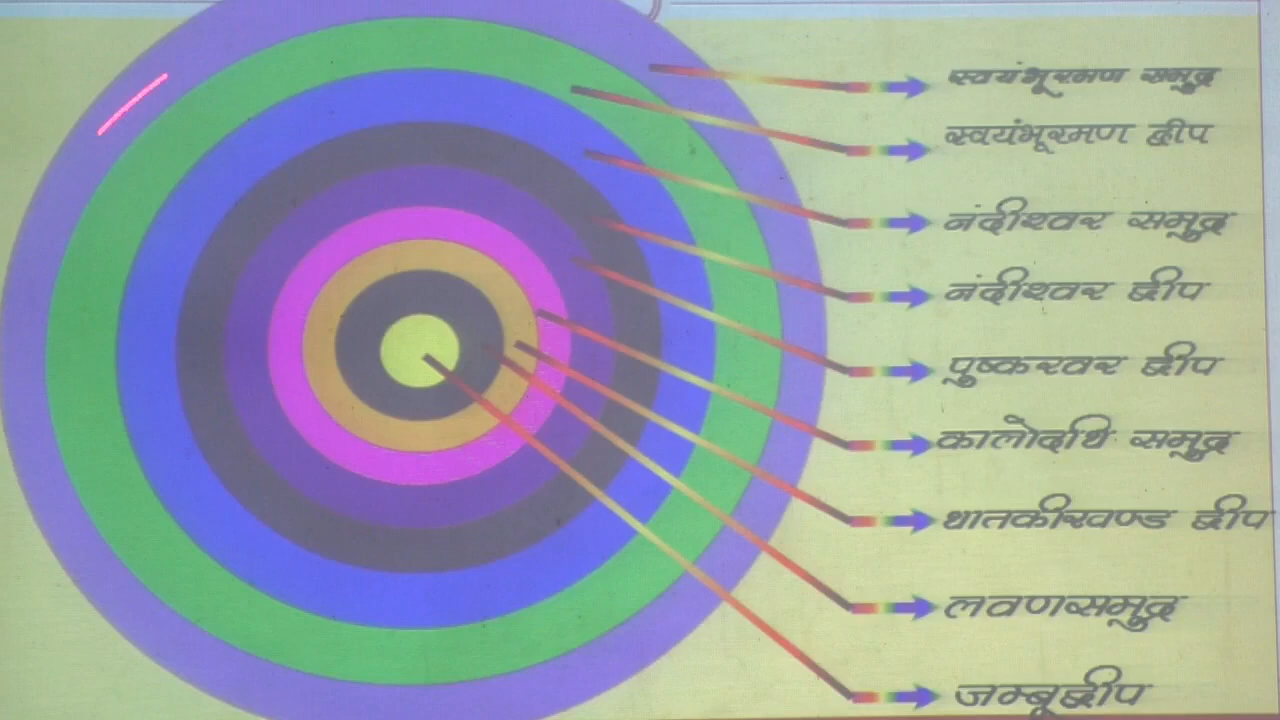 स्वयंभूरमण समुद्र
स्वयंभूरमण द्वीप
नंदीश्वर समुद्र
नंदीश्वर द्वीप
पुष्करवर द्वीप
कालोदधि समुद्र
धातकीखण्ड द्वीप
लवणसमुद्र
जम्बूद्वीप